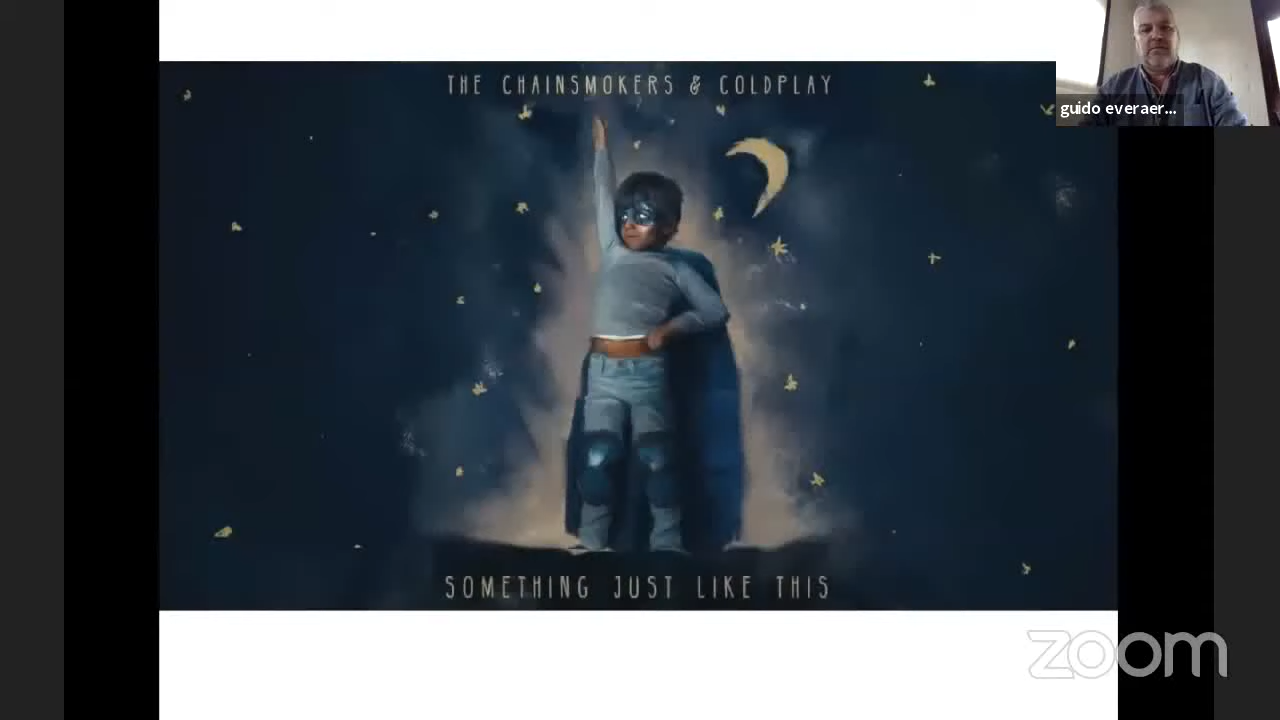 THE CHAINSMOKERS & COLDPLAY
guido everaer...
SOMETHING JUST LIKE THIS
zoom